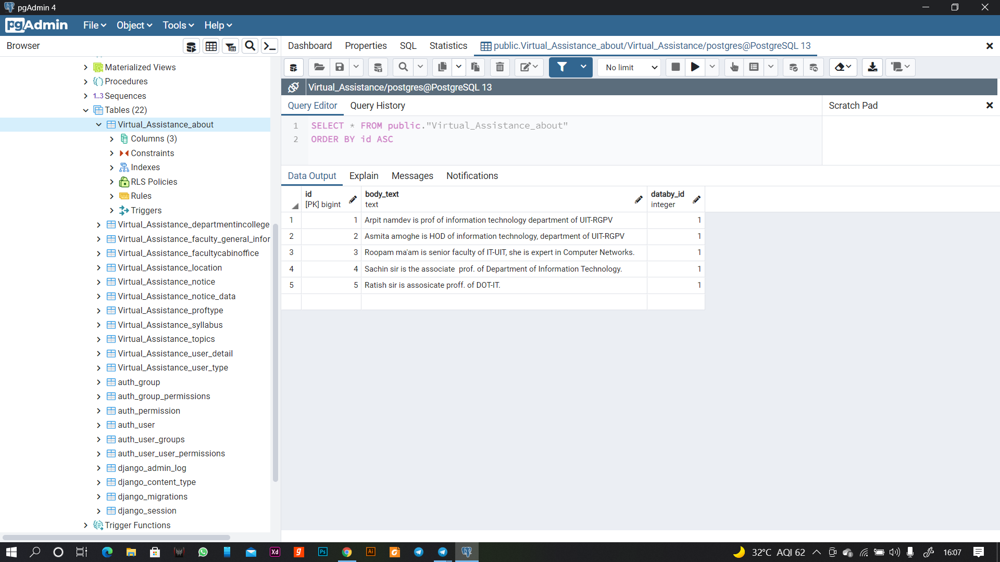 pgAdmin 4
pgAdmin File Object Tools Help
Browser
Dashboard Properties SQL Statistics public.Virtual_Assistance_about/Virtual_Assistance/postgres@PostgreSQL 13
No limit
Virtual_Assistance/postgres@PostgreSQL 13
Query Editor Query History
Scratch Pad
1 SELECT * FROM public."Virtual_Assistance_about"
2 ORDER BY id ASC
Data Output Explain Messages Notifications
id body_text databy_id
[PK] bigint text integer
1 1 Arpit namdev is prof of information technology department of UIT-RGPV 1
2 2 Asmita amoghe is HOD of information technology, department of UIT-RGPV 1
3 3 Roopam ma'am is senior faculty of IT-UIT, she is expert in Computer Networks. 1
4 4 Sachin sir is the associate  prof. of Department of Information Technology. 1
5 5 Ratish sir is assosicate proff. of DOT-IT. 1
Materialized Views
Procedures
1..3 Sequences
Tables (22)
Virtual_Assistance_about
Columns (3)
Constraints
Indexes
RLS Policies
Rules
Triggers
Virtual_Assistance_departmentincollege
Virtual_Assistance_faculty_general_infor
Virtual_Assistance_facultycabinoffice
Virtual_Assistance_location
Virtual_Assistance_notice
Virtual_Assistance_notice_data
Virtual_Assistance_proftype
Virtual_Assistance_syllabus
Virtual_Assistance_topics
Virtual_Assistance_user_detail
Virtual_Assistance_user_type
auth_group
auth_group_permissions
auth_permission
auth_user
auth_user_groups
auth_user_user_permissions
django_admin_log
django_content_type
django_migrations
django_session
Trigger Functions
Xd g Ps Ai
32°C AQI 62 16:07